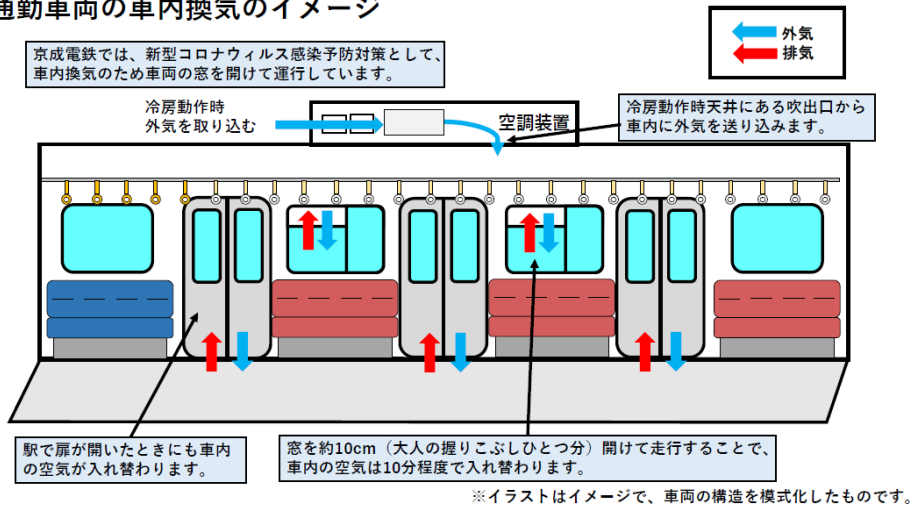 通勤車両の車内換気のイメージ
外気
排気
京成電鉄では、新型コロナウィルス感染予防対策として、
車内換気のため車両の窓を開けて運行しています。
冷房動作時
外気を取り込む
空調装置
冷房動作時天井にある吹出口から
車内に外気を送り込みます。
駅で扉が開いたときにも車内
の空気が入れ替わります。
窓を約10cm（大人の握りこぶしひとつ分）開けて走行することで、
車内の空気は10分程度で入れ替わります。
※イラストはイメージで、車両の構造を模式化したものです。